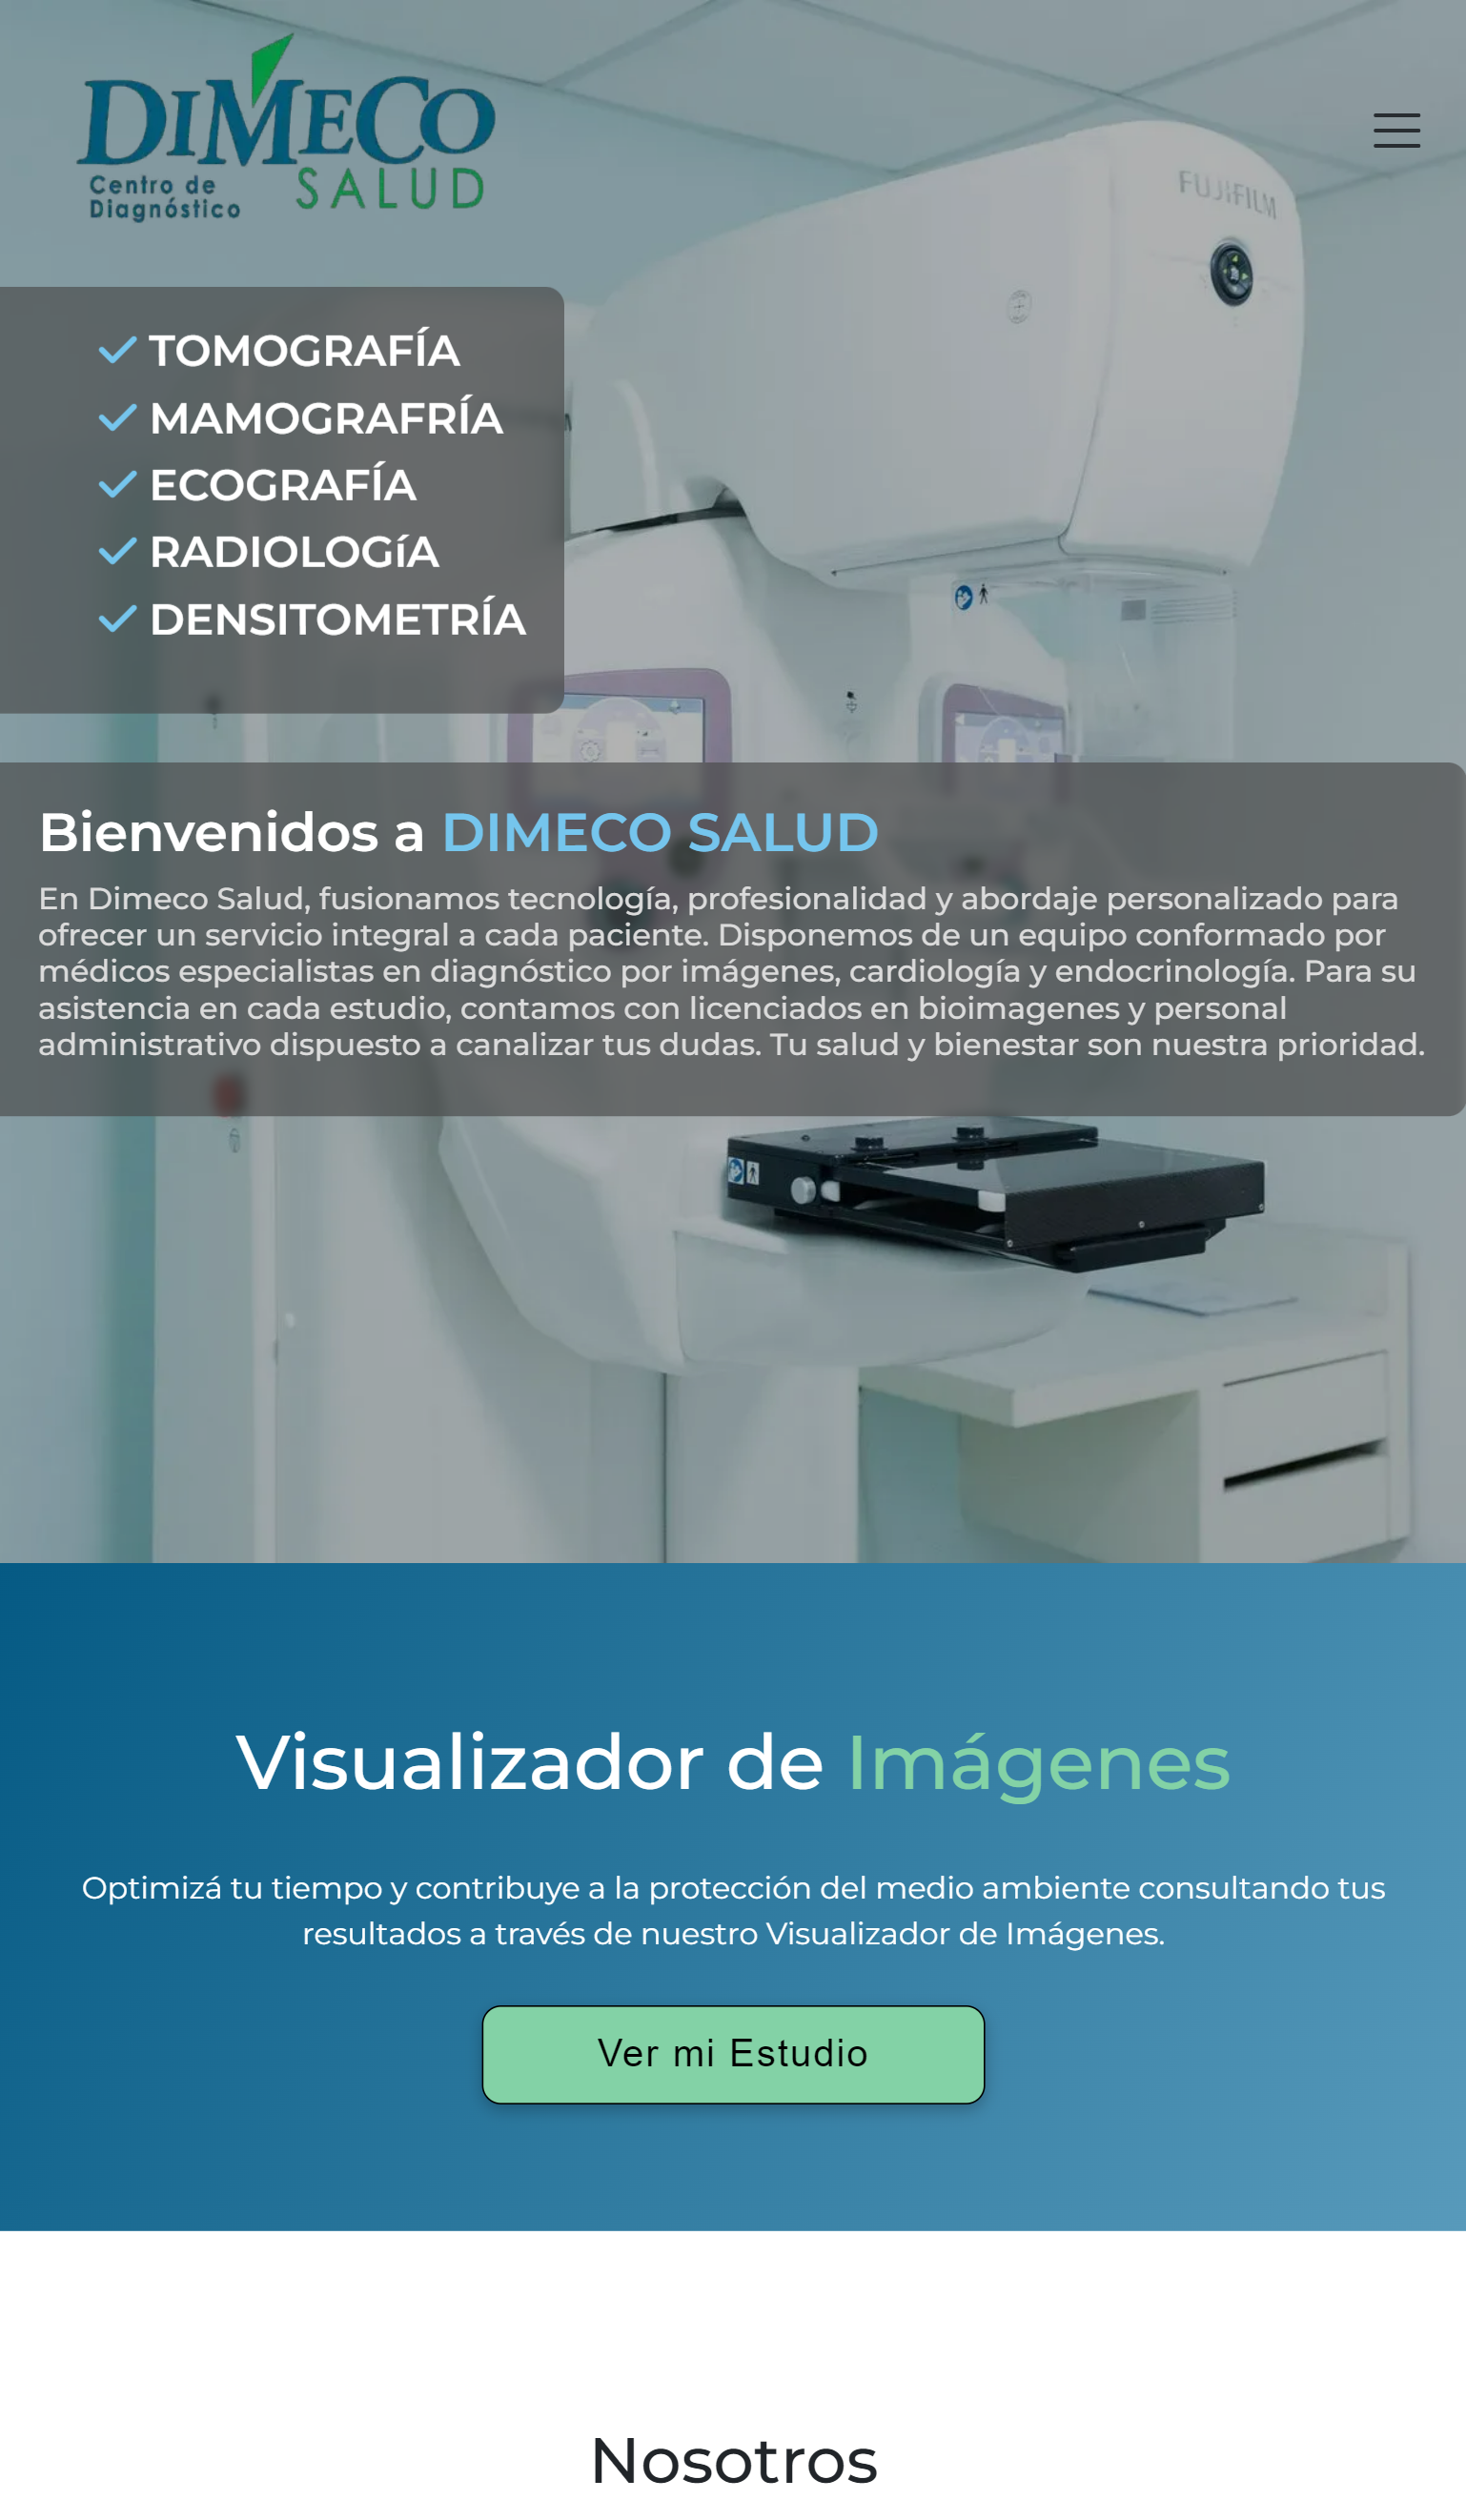 DIMECO
Centro de
Diagnóstico
SALUD
FUJIFILM
TOMOGRAFÍA
MAMOGRAFRÍA
ECOGRAFÍA
RADIOLOGíA
DENSITOMETRÍA
Bienvenidos a DIMECO SALUD
En Dimeco Salud, fusionamos tecnología, profesionalidad y abordaje personalizado para
ofrecer un servicio integral a cada paciente. Disponemos de un equipo conformado por
médicos especialistas en diagnóstico por imágenes, cardiología y endocrinología. Para su
asistencia en cada estudio, contamos con licenciados en bioimagenes y personal
administrativo dispuesto a canalizar tus dudas. Tu salud y bienestar son nuestra prioridad.
Visualizador de Imágenes
Optimizá tu tiempo y contribuye a la protección del medio ambiente consultando tus
resultados a través de nuestro Visualizador de Imágenes.
Ver mi Estudio
Nosotros